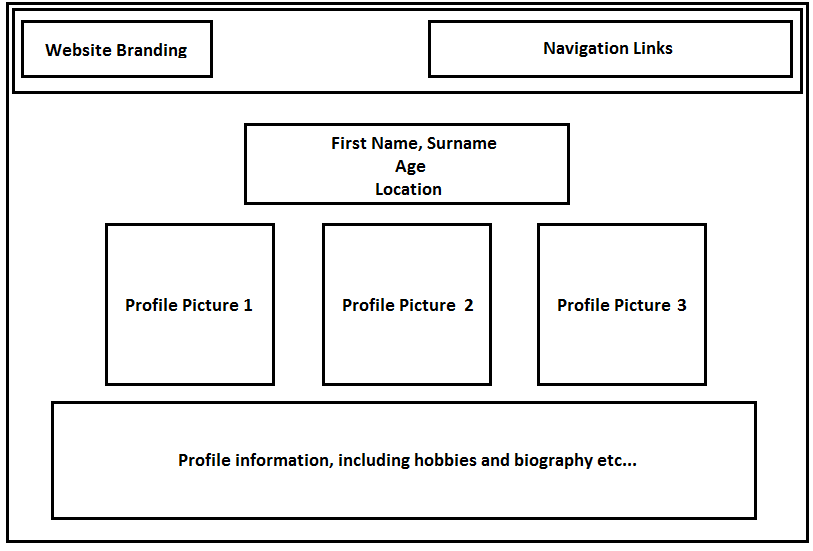 Website Branding
Navigation Links
First Name, Surname
Age
Location
Profile Picture 1
Profile Picture 2
Profile Picture 3
Profile information, including hobbies and biography etc...